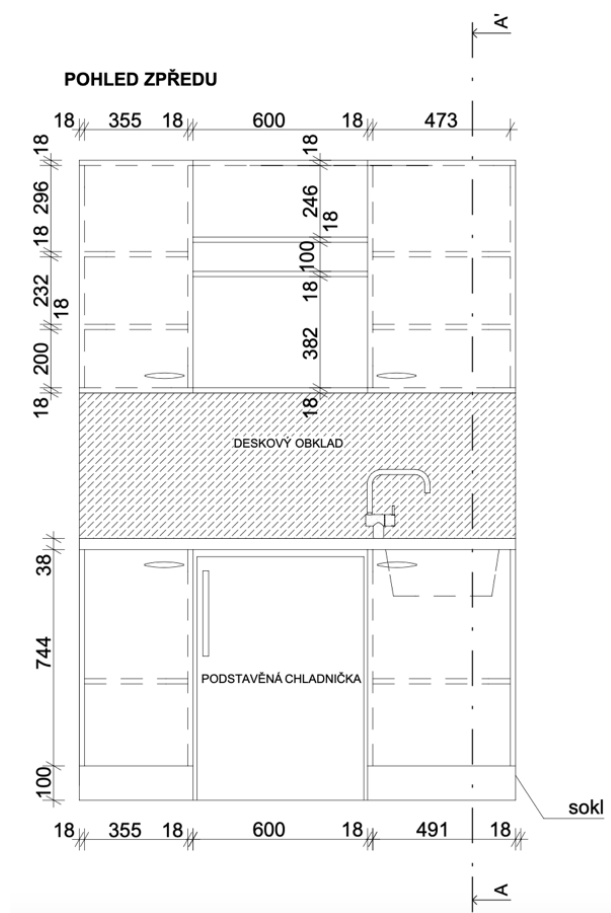 A'
POHLED ZPŘEDU
18 355 18 600 18 473
18
296
18
232
18
200
18
18
246
18
100
18
382
18
DESKOVÝ OBKLAD
38
744
100
PODSTAVĚNÁ CHLADNIČKA
sokl
18 355 18 600 18 491 18
A